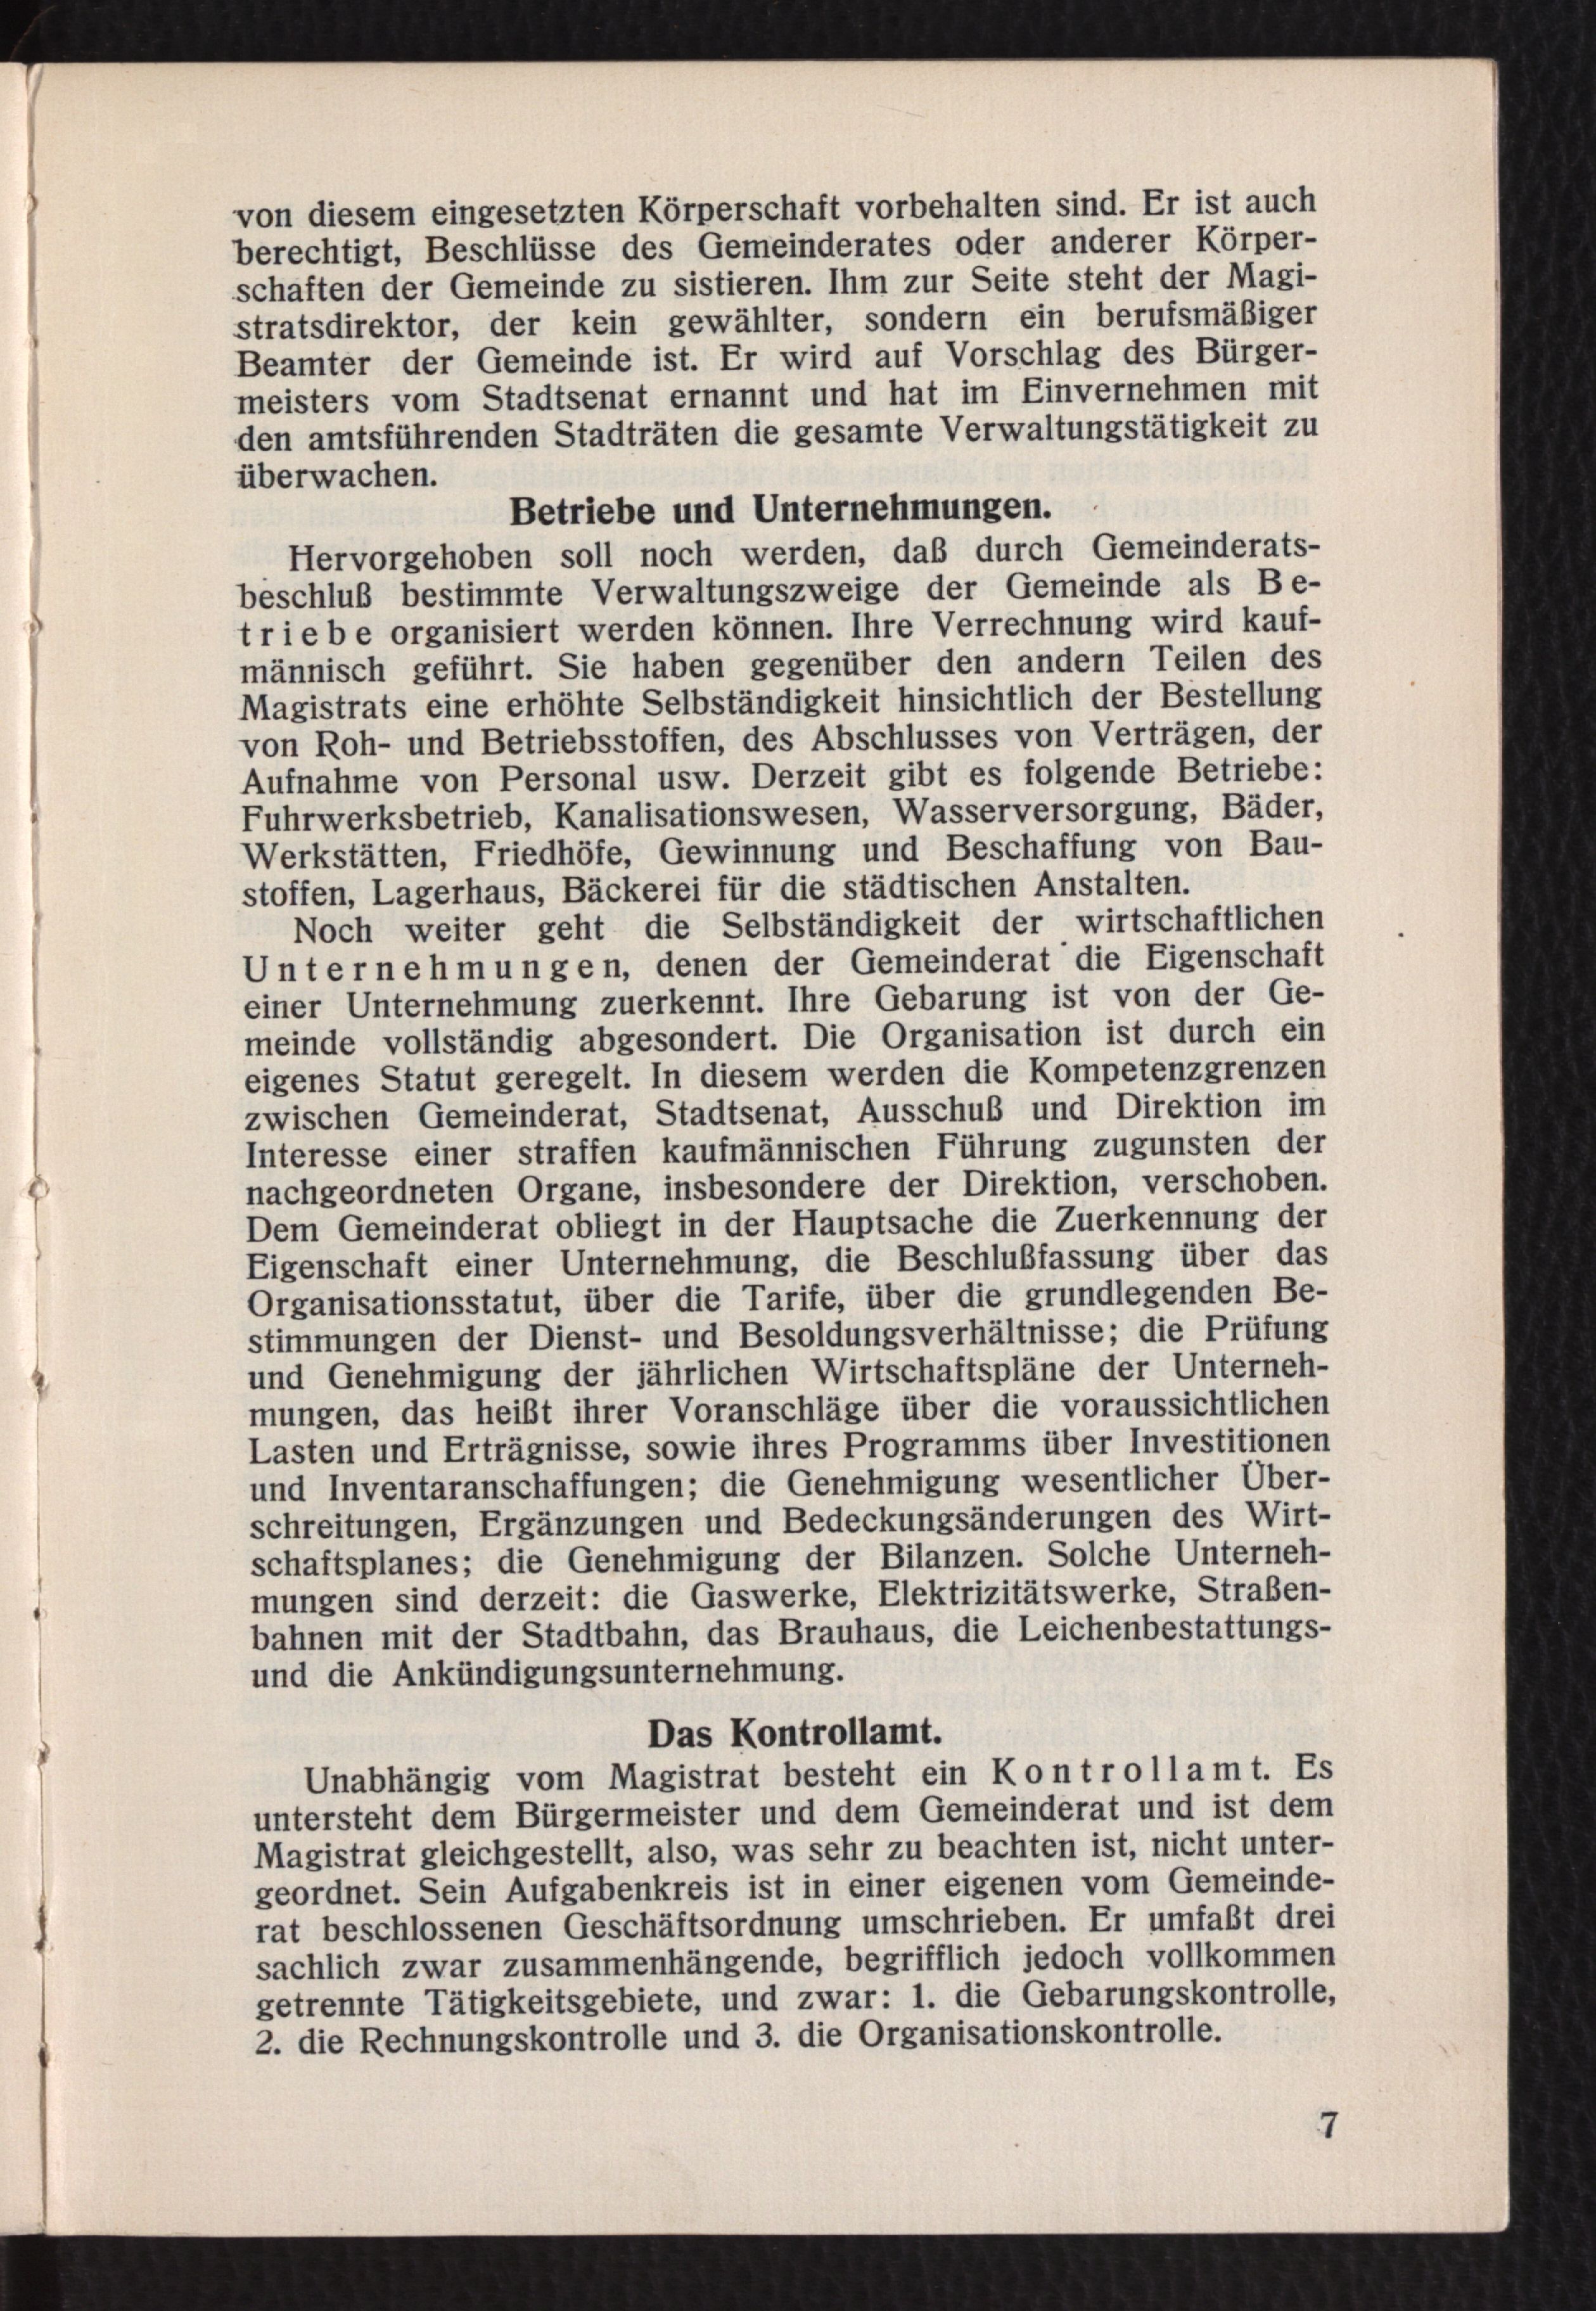 von diesem eingesetzten Körperschaft vorbehalten sind. Er ist auch
berechtigt, Beschlüsse des Gemeinderates oder anderer Körper-
schaften der Gemeinde zu sistieren. Ihm zur Seite steht der Magi-
stratsdirektor, der kein gewählter, sondern ein berufsmäßiger
Beamter der Gemeinde ist. Er wird auf Vorschlag des Bürger-
meisters vom Stadtsenat ernannt und hat im Einvernehmen mit
den amtsführenden Stadträten die gesamte Verwaltungstätigkeit zu
überwachen.
Betriebe und Unternehmungen.
Hervorgehoben soll noch werden, daß durch Gemeinderats-
beschluß bestimmte Verwaltungszweige der Gemeinde als Be-
triebe organisiert werden können. Ihre Verrechnung wird kauf-
männisch geführt. Sie haben gegenüber den andern Teilen des
Magistrats eine erhöhte Selbständigkeit hinsichtlich der Bestellung
von Roh- und Betriebsstoffen, des Abschlusses von Verträgen, der
Aufnahme von Personal usw. Derzeit gibt es folgende Betriebe:
Fuhrwerksbetrieb, Kanalisationswesen, Wasserversorgung, Bäder,
Werkstätten, Friedhöfe, Gewinnung und Beschaffung von Bau-
stoffen, Lagerhaus, Bäckerei für die städtischen Anstalten.
Noch weiter geht die Selbständigkeit der wirtschaftlichen
Unternehmungen, denen der Gemeinderat die Eigenschaft
einer Unternehmung zuerkennt. Ihre Gebarung ist von der Ge-
meinde vollständig abgesondert. Die Organisation ist durch ein
eigenes Statut geregelt. In diesem werden die Kompetenzgrenzen
zwischen Gemeinderat, Stadtsenat, Ausschuß und Direktion im
Interesse einer straffen kaufmännischen Führung zugunsten der
nachgeordneten Organe, insbesondere der Direktion, verschoben.
Dem Gemeinderat obliegt in der Hauptsache die Zuerkennung der
Eigenschaft einer Unternehmung, die Beschlußfassung über das
Organisationsstatut, über die Tarife, über die grundlegenden Be-
stimmungen der Dienst- und Besoldungsverhältnisse; die Prüfung
und Genehmigung der jährlichen Wirtschaftspläne der Unterneh-
mungen, das heißt ihrer Voranschläge über die voraussichtlichen
Lasten und Erträgnisse, sowie ihres Programms über Investitionen
und Inventaranschaffungen; die Genehmigung wesentlicher Über-
schreitungen, Ergänzungen und Bedeckungsänderungen des Wirt-
schaftsplanes; die Genehmigung der Bilanzen. Solche Unterneh-
mungen sind derzeit: die Gaswerke, Elektrizitätswerke, Straßen-
bahnen mit der Stadtbahn, das Brauhaus, die Leichenbestattungs-
und die Ankündigungsunternehmung.
Das Kontrollamt.
Unabhängig vom Magistrat besteht ein Kontrollamt. Es
untersteht dem Bürgermeister und dem Gemeinderat und ist dem
Magistrat gleichgestellt, also, was sehr zu beachten ist, nicht unter-
geordnet. Sein Aufgabenkreis ist in einer eigenen vom Gemeinde-
rat beschlossenen Geschäftsordnung umschrieben. Er umfaßt drei
sachlich zwar zusammenhängende, begrifflich jedoch vollkommen
getrennte Tätigkeitsgebiete, und zwar: 1. die Gebarungskontrolle,
2. die Rechnungskontrolle und 3. die Organisationskontrolle.
7